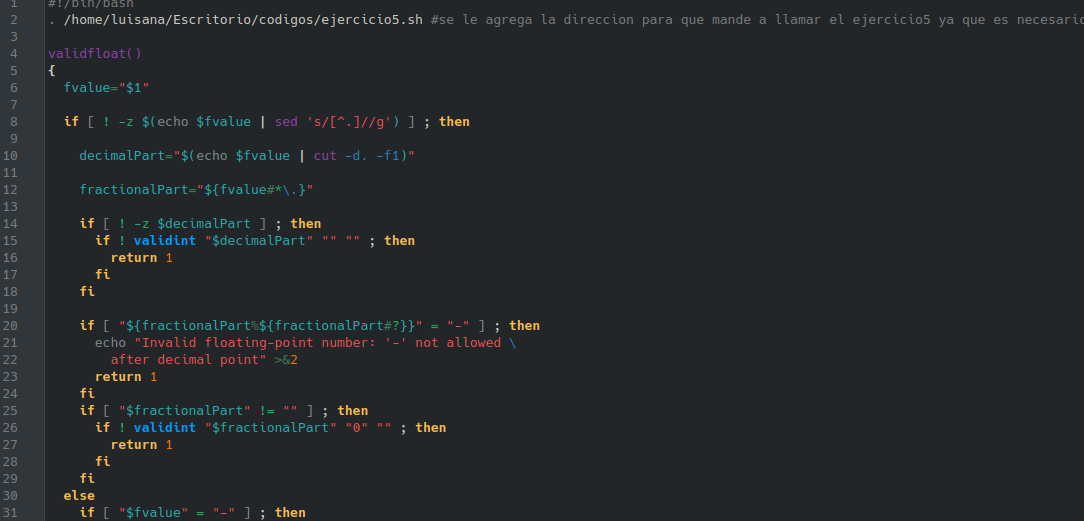 1 #!/bin/bash
2 . /home/luisana/Escritorio/codigos/ejercicio5.sh #se le agrega la direccion para que mande a llamar el ejercicio5 ya que es necesario
3
4 validfloat()
5 {
6   fvalue="$1"
7
8   if [ ! -z $(echo $fvalue | sed 's/[^.]//g') ] ; then
9
10     decimalPart="$(echo $fvalue | cut -d. -f1)"
11
12     fractionalPart="${fvalue#*\.}"
13
14     if [ ! -z $decimalPart ] ; then
15       if ! validint "$decimalPart" "" "" ; then
16         return 1
17       fi
18     fi
19
20     if [ "${fractionalPart%${fractionalPart#?}}" = "-" ] ; then
21       echo "Invalid floating-point number: '-' not allowed \
22         after decimal point" >&2
23       return 1
24     fi
25     if [ "$fractionalPart" != "" ] ; then
26       if ! validint "$fractionalPart" "0" "" ; then
27         return 1
28       fi
29     fi
30   else
31     if [ "$fvalue" = "-" ] ; then